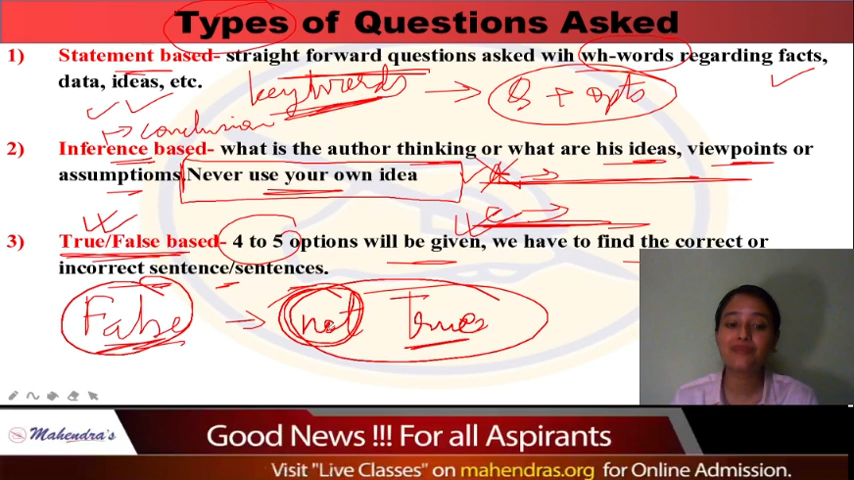 Types of Questions Asked
1) Statement based- straight forward questions asked wih wh-words regarding facts,
data, ideas, etc.
keywords → Q + opts
→ conclusion
2) Inference based- what is the author thinking or what are his ideas, viewpoints or
assumptioms.Never use your own idea
3) True/False based- 4 to 5 options will be given, we have to find the correct or
incorrect sentence/sentences.
False → not True
Mahendra's
Good News !!! For all Aspirants
Visit "Live Classes" on mahendras.org for Online Admission.